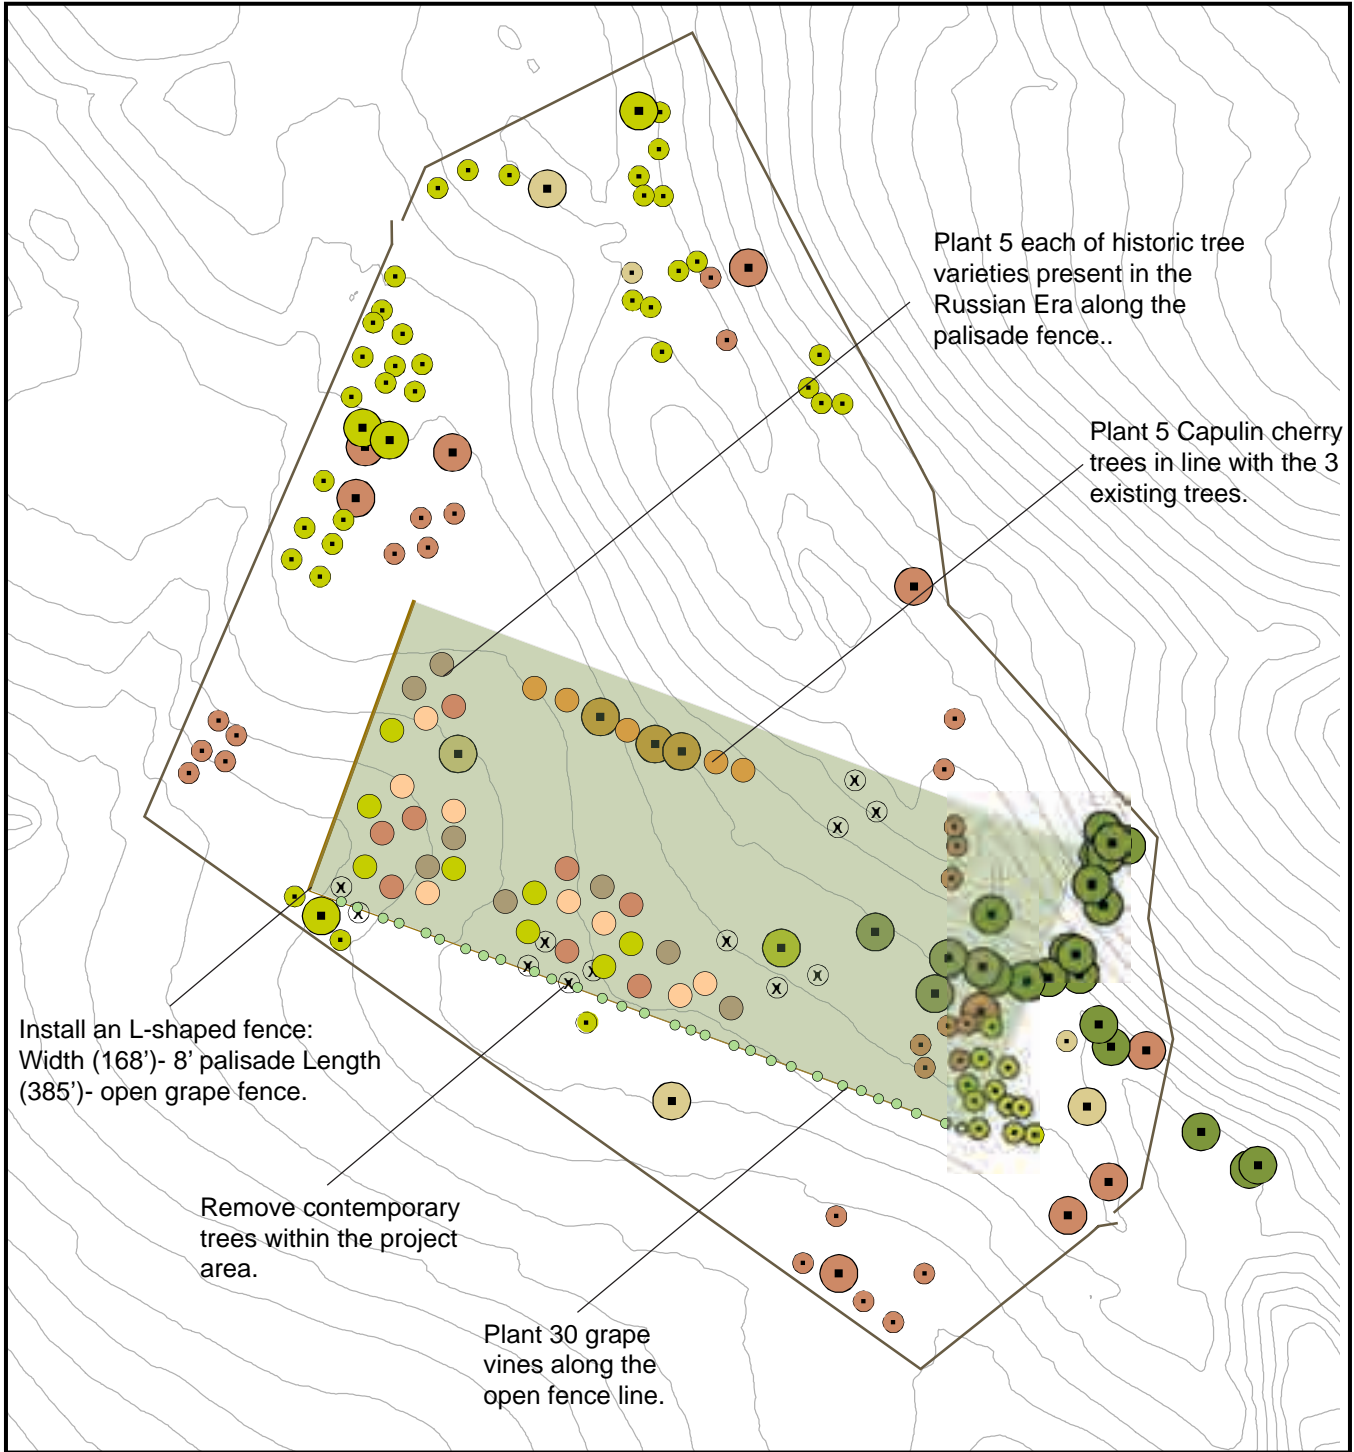 Plant 5 each of historic tree
varieties present in the
Russian Era along the
palisade fence..
Plant 5 Capulin cherry
trees in line with the 3
existing trees.
Install an L-shaped fence:
Width (168’)- 8’ palisade Length
(385’)- open grape fence.
Remove contemporary
trees within the project
area.
Plant 30 grape
vines along the
open fence line.